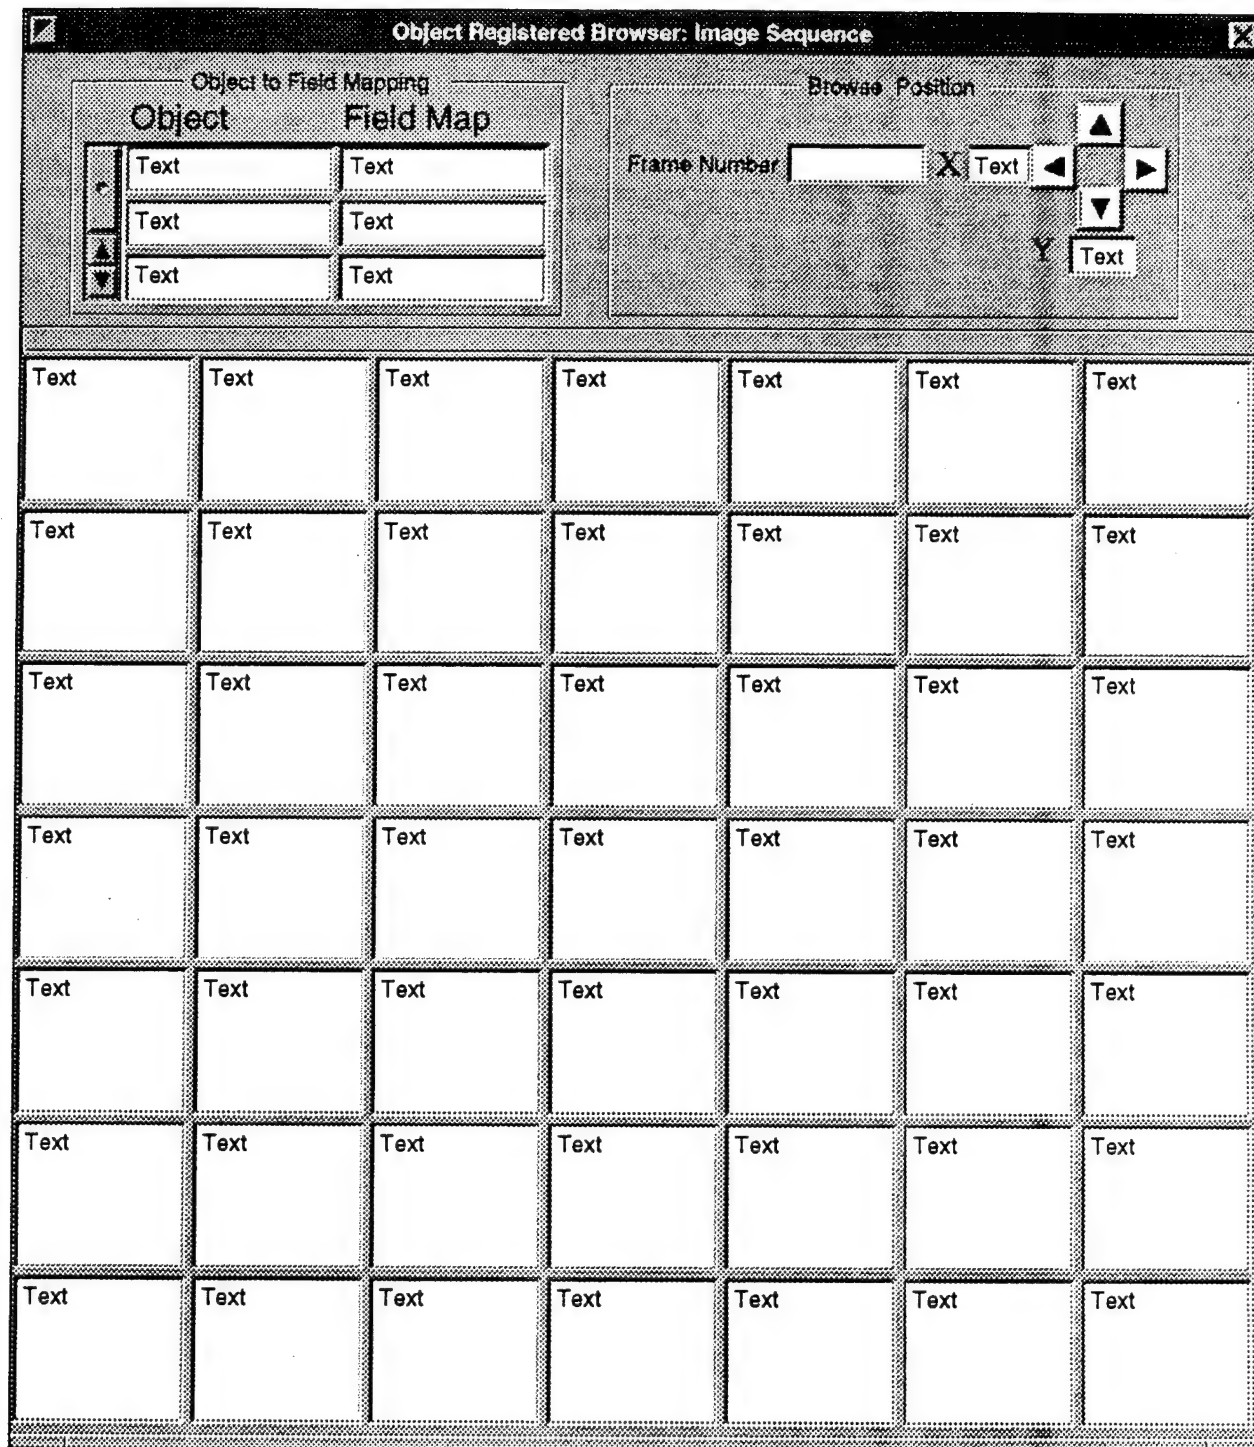 Object Registered Browser: Image Sequence
Object to Field Mapping
Object Field Map
Text Text
Text Text
Text Text
Browse Position
Frame Number X Text
Y Text
Text Text Text Text Text Text Text
Text Text Text Text Text Text Text
Text Text Text Text Text Text Text
Text Text Text Text Text Text Text
Text Text Text Text Text Text Text
Text Text Text Text Text Text Text
Text Text Text Text Text Text Text